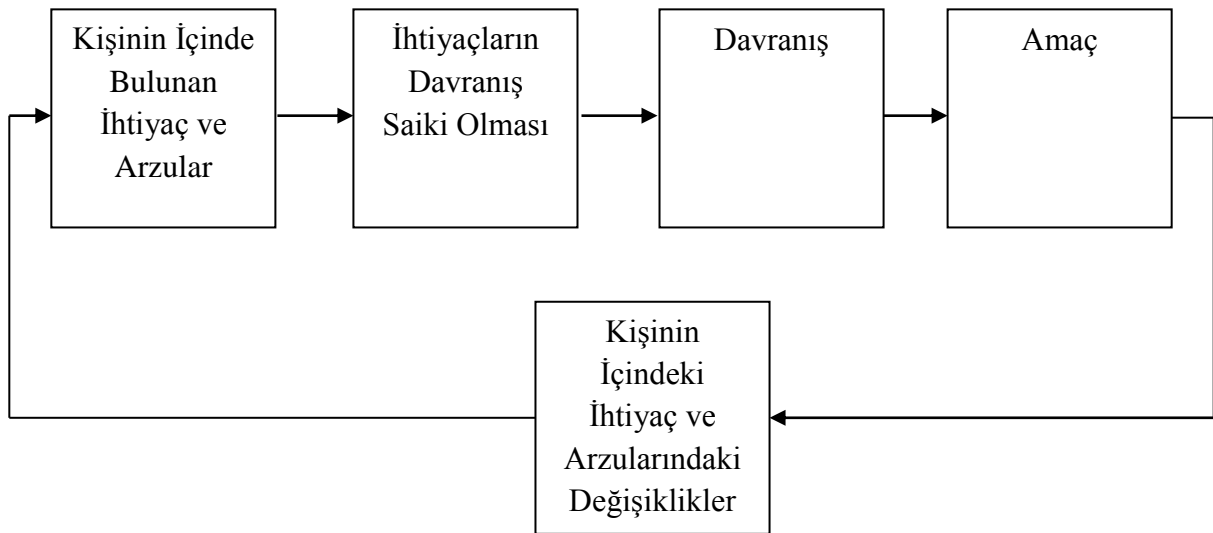 Kişinin İçinde
Bulunan
İhtiyaç ve
Arzular
İhtiyaçların
Davranış
Saiki Olması
Davranış
Amaç
Kişinin
İçindeki
İhtiyaç ve
Arzularındaki
Değişiklikler